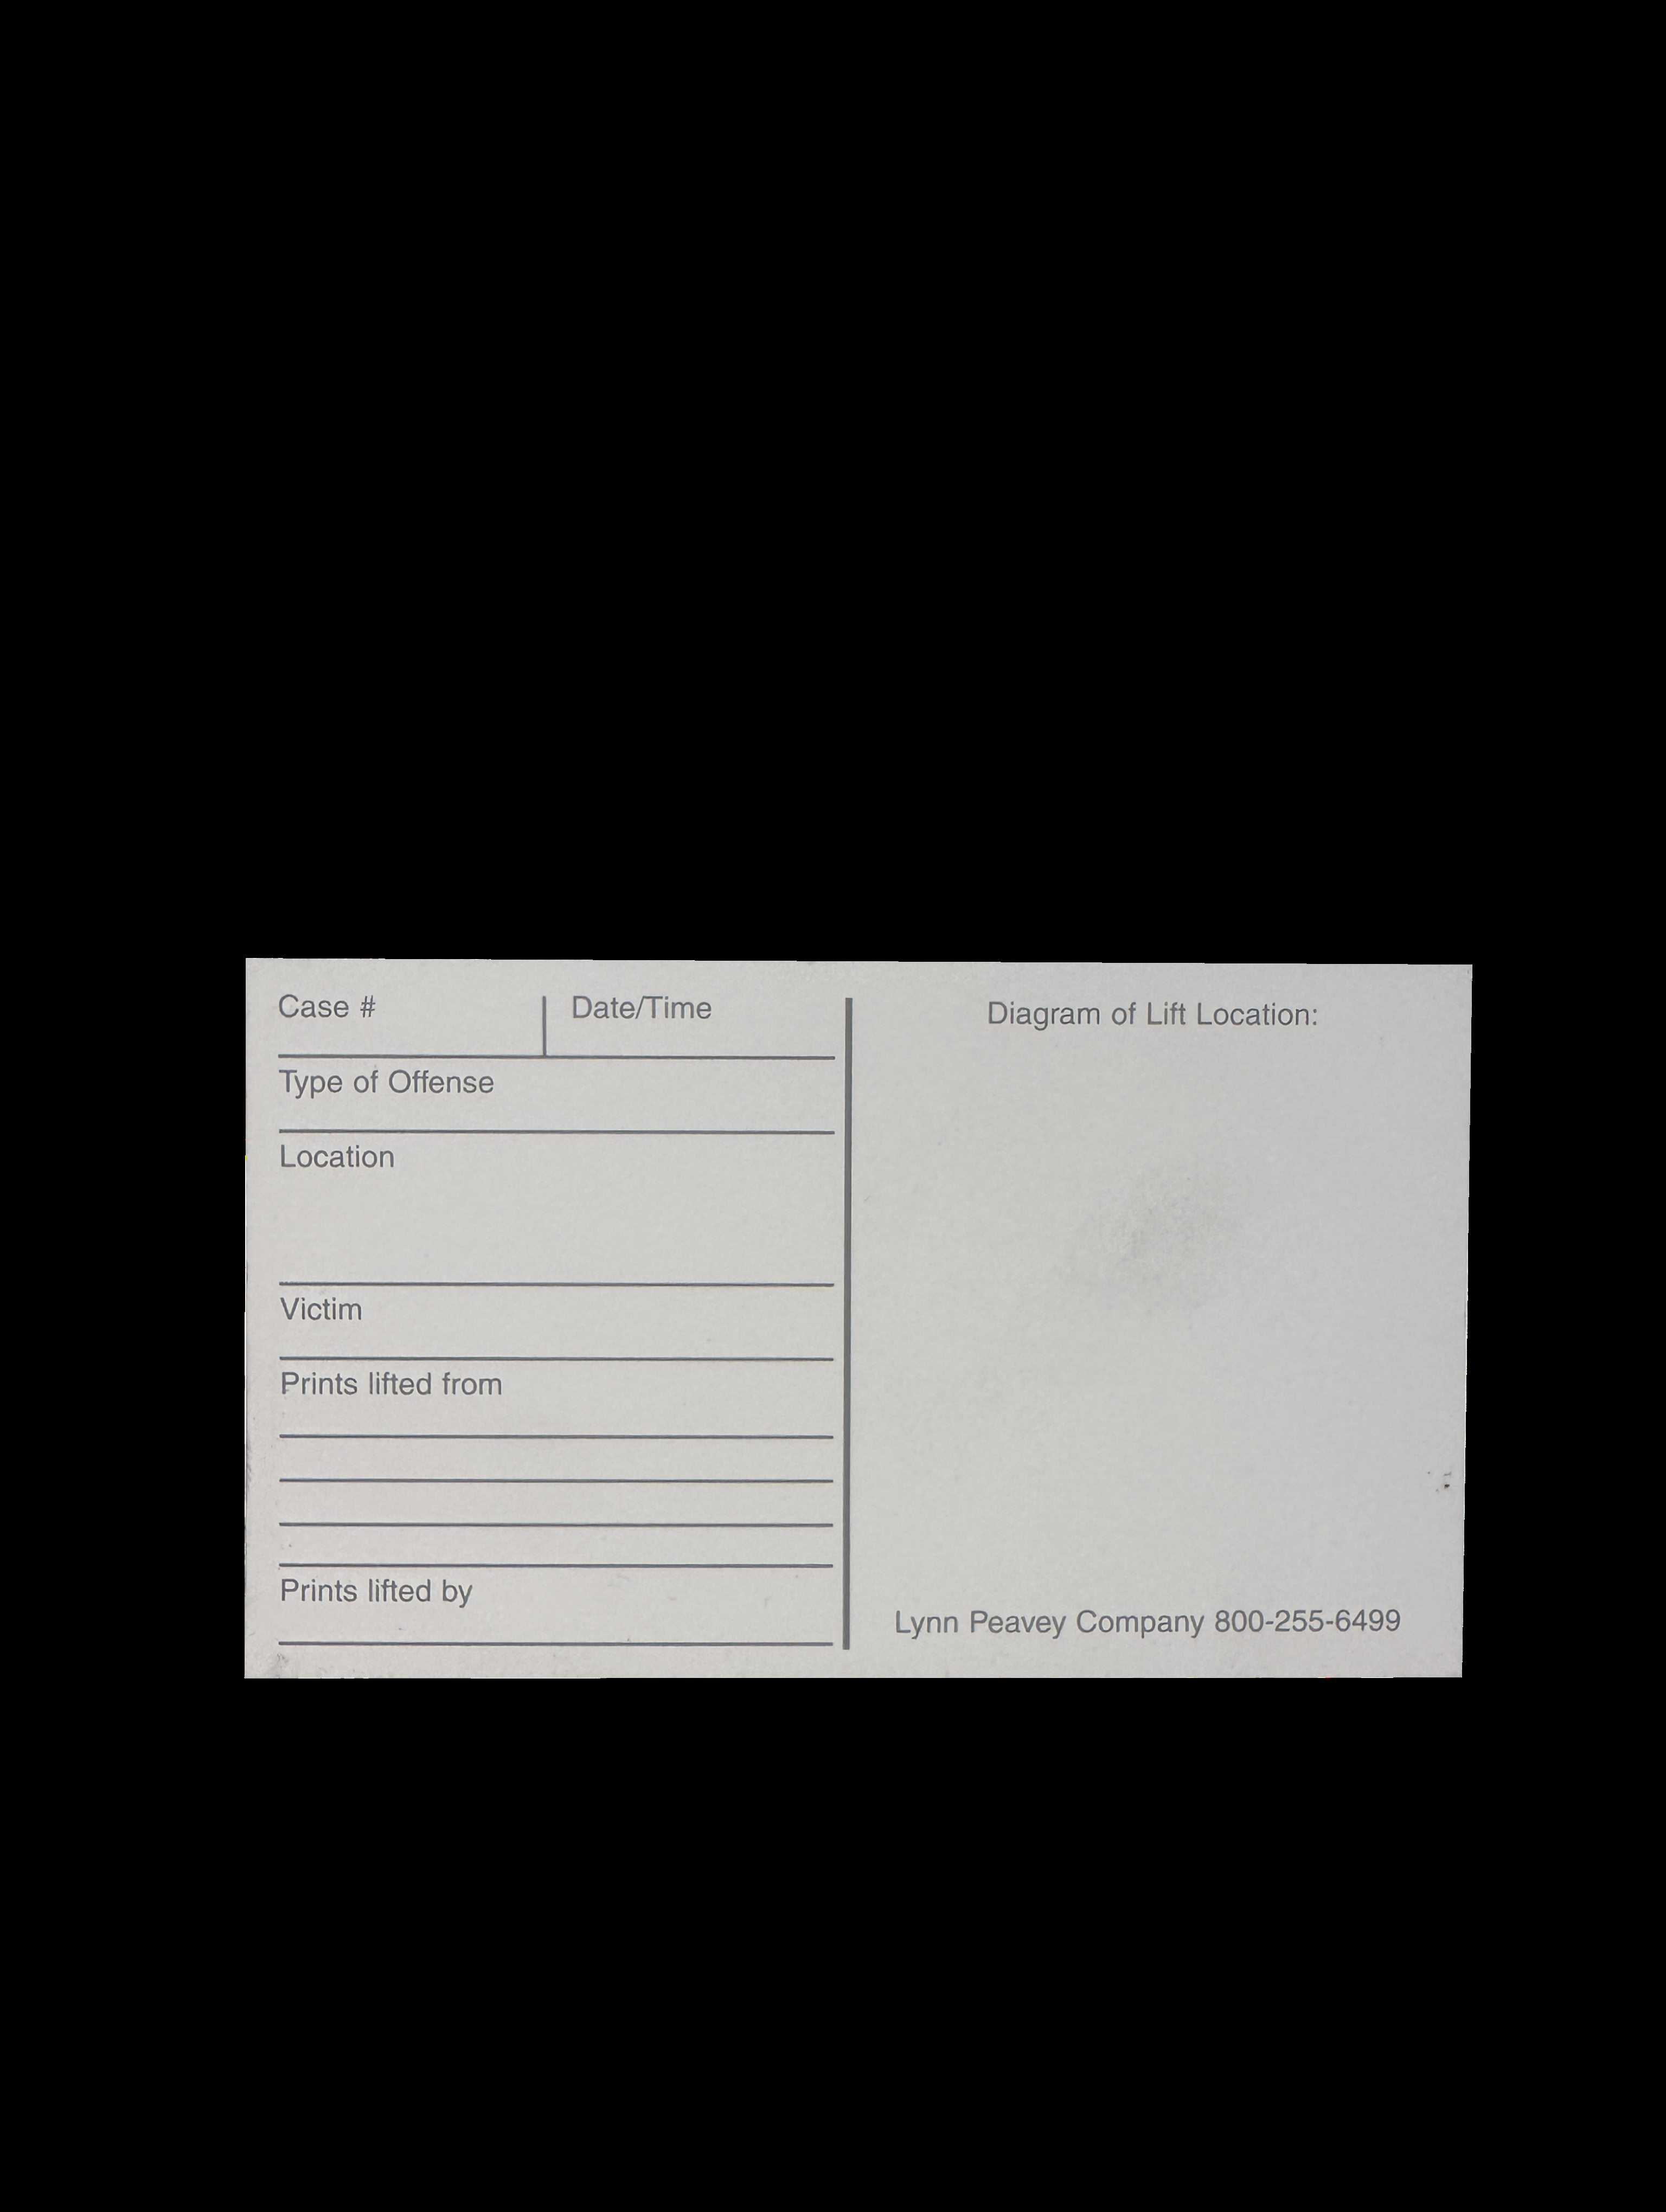 Case #
Date/Time
Type of Offense
Location
Victim
Prints lifted from
Prints lifted by
Diagram of Lift Location:
Lynn Peavey Company 800-255-6499